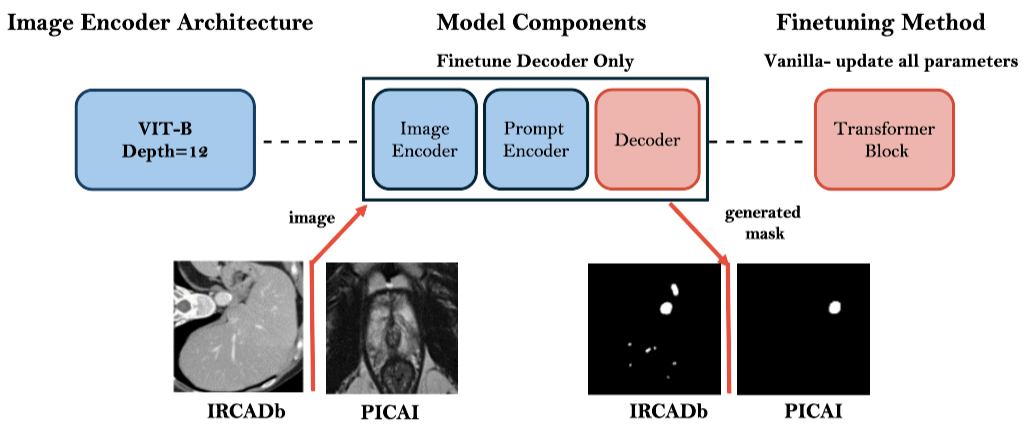 Image Encoder Architecture
Model Components
Finetuning Method
Finetune Decoder Only
Vanilla- update all parameters
VIT-B
Depth=12
Image
Encoder
Prompt
Encoder
Decoder
Transformer
Block
image
generated
mask
IRCADb
PICAI
IRCADb
PICAI